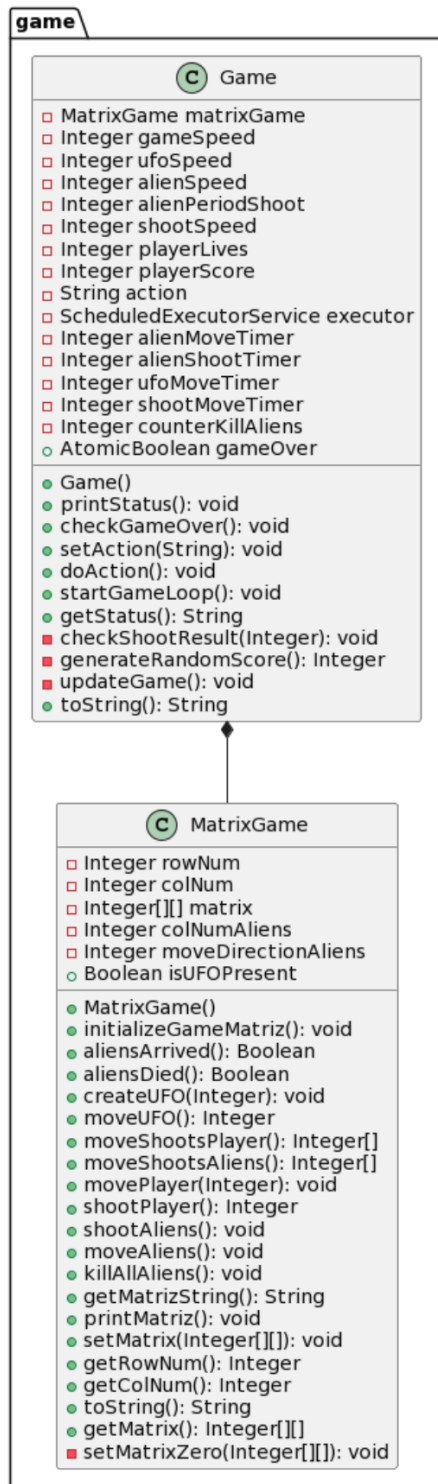 game
C Game
MatrixGame matrixGame
Integer gameSpeed
Integer ufoSpeed
Integer alienSpeed
Integer alienPeriodShoot
Integer shootSpeed
Integer playerLives
Integer playerScore
String action
ScheduledExecutorService executor
Integer alienMoveTimer
Integer alienShootTimer
Integer ufoMoveTimer
Integer shootMoveTimer
Integer counterKillAliens
AtomicBoolean gameOver
Game()
printStatus(): void
checkGameOver(): void
setAction(String): void
doAction(): void
startGameLoop(): void
getStatus(): String
checkShootResult(Integer): void
generateRandomScore(): Integer
updateGame(): void
toString(): String
C MatrixGame
Integer rowNum
Integer colNum
Integer[][] matrix
Integer colNumAliens
Integer moveDirectionAliens
Boolean isUFOPresent
MatrixGame()
initializeGameMatriz(): void
aliensArrived(): Boolean
aliensDied(): Boolean
createUFO(Integer): void
moveUFO(): Integer
moveShootsPlayer(): Integer[]
moveShootsAliens(): Integer[]
movePlayer(Integer): void
shootPlayer(): Integer
shootAliens(): void
moveAliens(): void
killAllAliens(): void
getMatrizString(): String
printMatriz(): void
setMatrix(Integer[][]): void
getRowNum(): Integer
getColNum(): Integer
toString(): String
getMatrix(): Integer[][]
setMatrixZero(Integer[][]): void